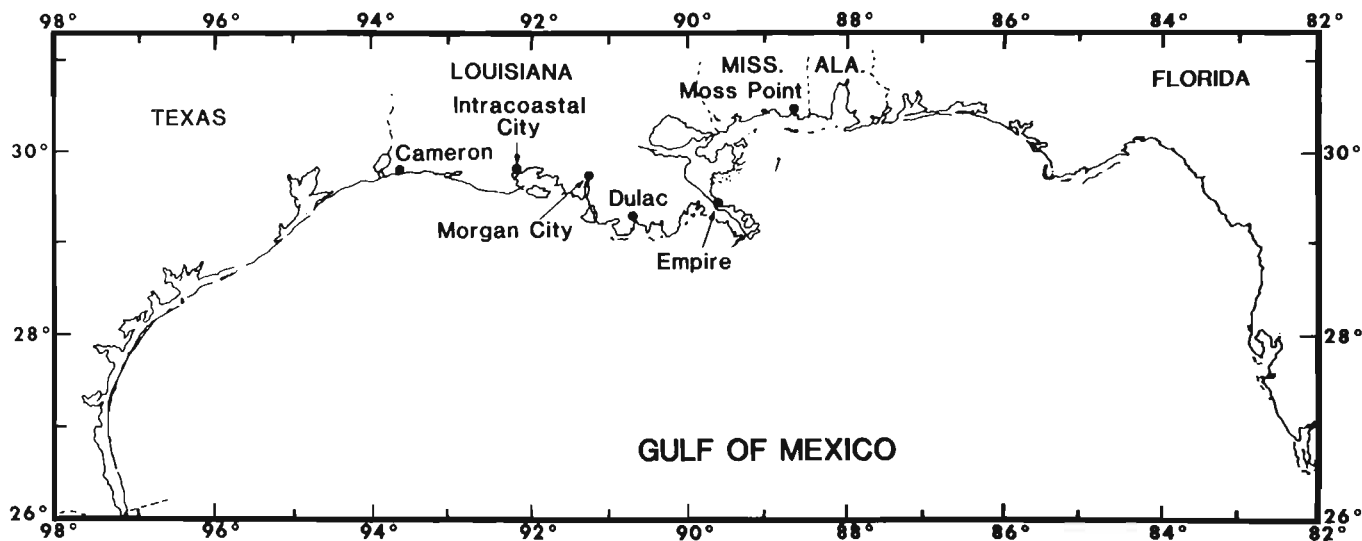 98° 96° 94° 92° 90° 88° 86° 84° 82°
LOUISIANA
MISS.
ALA.
FLORIDA
TEXAS
Intracoastal
City
Moss Point
30°
30°
Cameron
Dulac
Morgan City
Empire
28°
28°
GULF OF MEXICO
26°
26°
98° 96° 94° 92° 90° 88° 86° 84° 82°